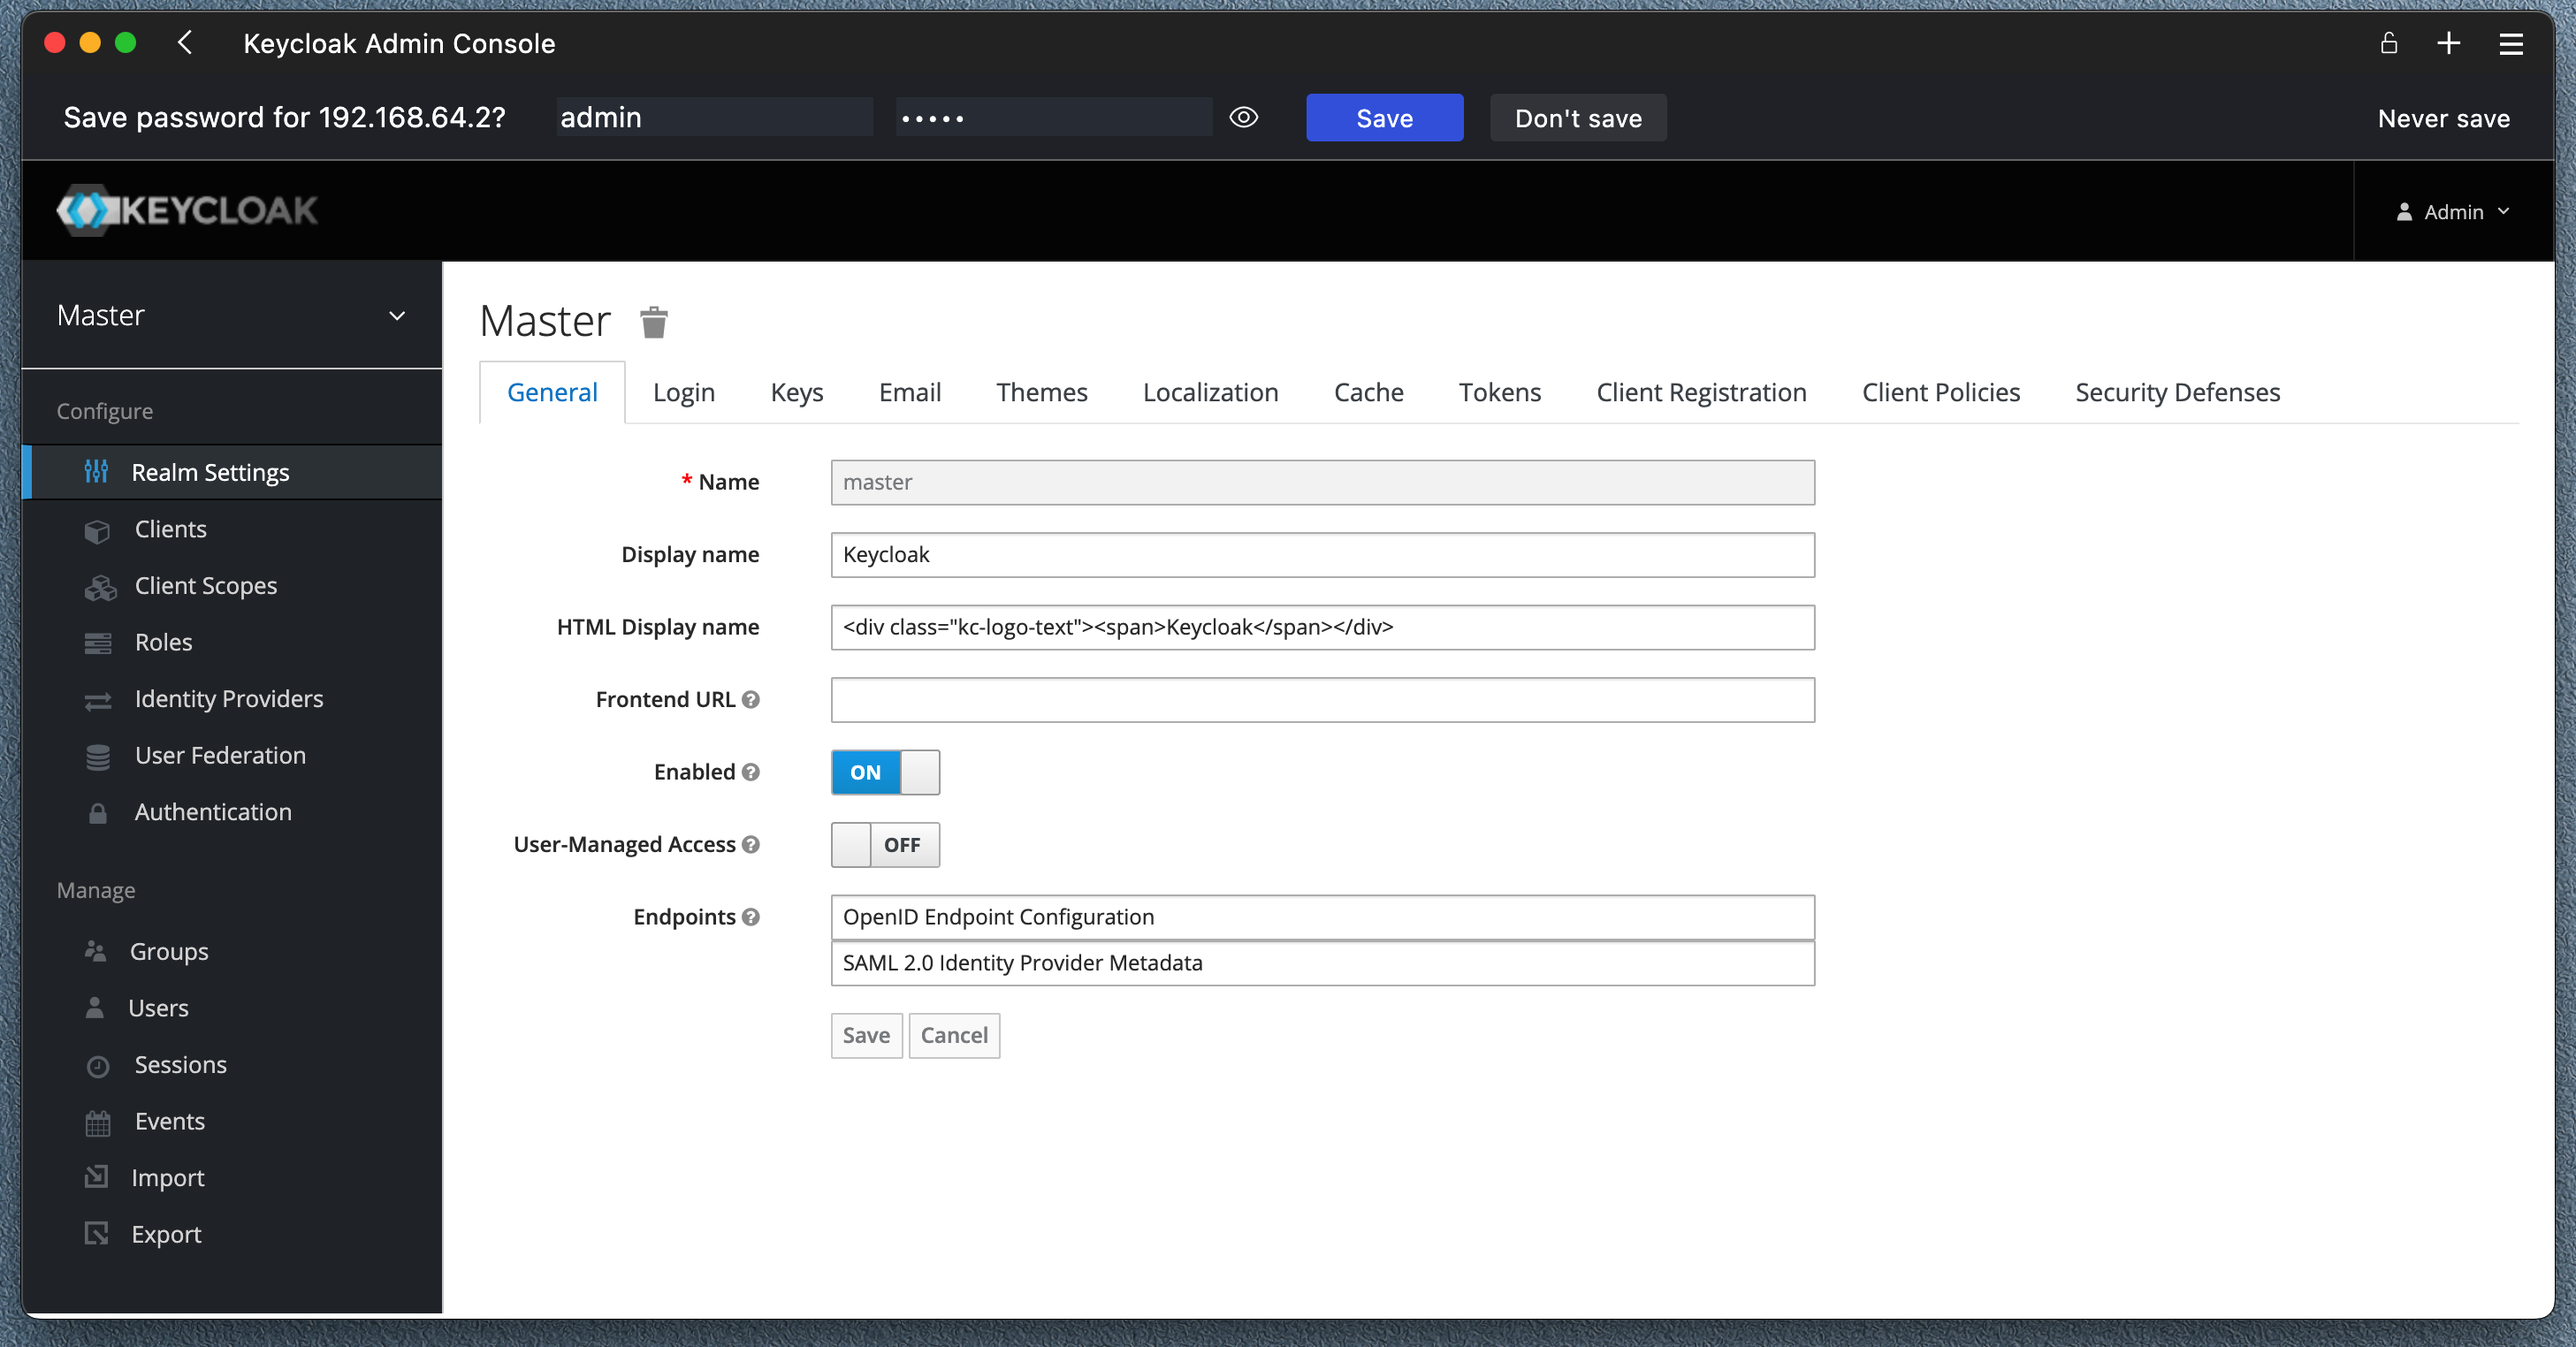 Keycloak Admin Console
Save password for 192.168.64.2? admin ••••• Save Don't save Never save
KEYCLOAK Admin
Master
Configure
Realm Settings
Clients
Client Scopes
Roles
Identity Providers
User Federation
Authentication
Manage
Groups
Users
Sessions
Events
Import
Export
Master
General Login Keys Email Themes Localization Cache Tokens Client Registration Client Policies Security Defenses
* Name master
Display name Keycloak
HTML Display name <div class="kc-logo-text"><span>Keycloak</span></div>
Frontend URL
Enabled ON
User-Managed Access OFF
Endpoints OpenID Endpoint Configuration
SAML 2.0 Identity Provider Metadata
Save Cancel